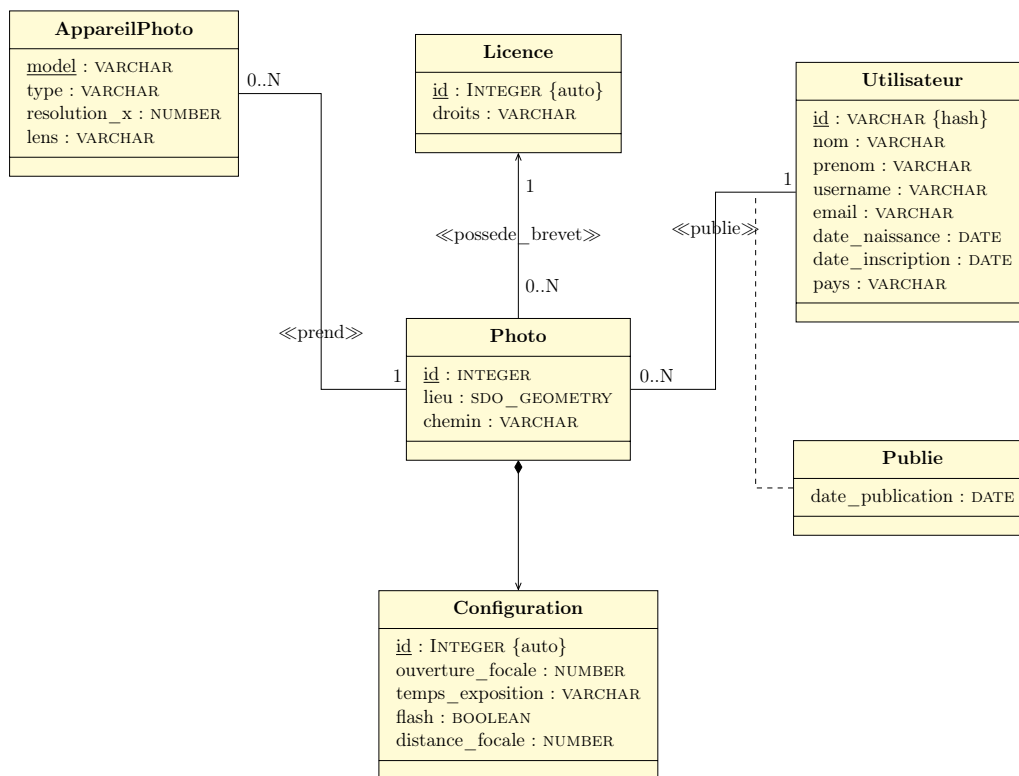 AppareilPhoto
model : VARCHAR
type : VARCHAR
resolution_x : NUMBER
lens : VARCHAR
0..N
Licence
id : INTEGER {auto}
droits : VARCHAR
1
≪possede_brevet≫
0..N
Utilisateur
id : VARCHAR {hash}
nom : VARCHAR
prenom : VARCHAR
username : VARCHAR
email : VARCHAR
date_naissance : DATE
date_inscription : DATE
pays : VARCHAR
1
≪publie≫
≪prend≫
1
Photo
id : INTEGER
lieu : SDO_GEOMETRY
chemin : VARCHAR
0..N
Publie
date_publication : DATE
Configuration
id : INTEGER {auto}
ouverture_focale : NUMBER
temps_exposition : VARCHAR
flash : BOOLEAN
distance_focale : NUMBER